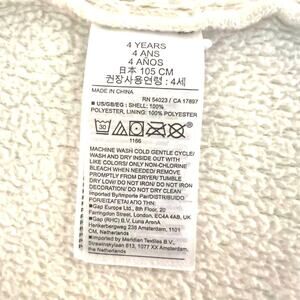 4 YEARS
4 ANS
4 AÑOS
日本 105 CM
권장사용연령 : 4세
MADE IN CHINA
RN 54023 / CA 17897
■ US/GB/EG : SHELL: 100%
POLYESTER, LINING: 100% POLYESTER
30
1166
MACHINE WASH COLD GENTLE CYCLE/
WASH AND DRY INSIDE OUT WITH
LIKE COLORS/ ONLY NON-CHLORINE
BLEACH WHEN NEEDED/ REMOVE
PROMPTLY FROM DRYER/ TUMBLE
DRY LOW/ DO NOT IRON/ DO NOT IRON
DECORATION/ DO NOT DRY CLEAN
Imported by/Importé Par/DISTRIBUIDO
POR/
■Gap Europe Ltd., 8th Floor, 20
Farringdon Street, London, EC4A 4AB, UK
■Gap (RHC) B.V., Luna ArenA
Herikerbergweg 238 Amsterdam, 1101
CM, Netherlands
■Imported by Meridian Textiles B.V.,
Strawinskylaan 813, 1077 XX Amsterdam,
the Netherlands